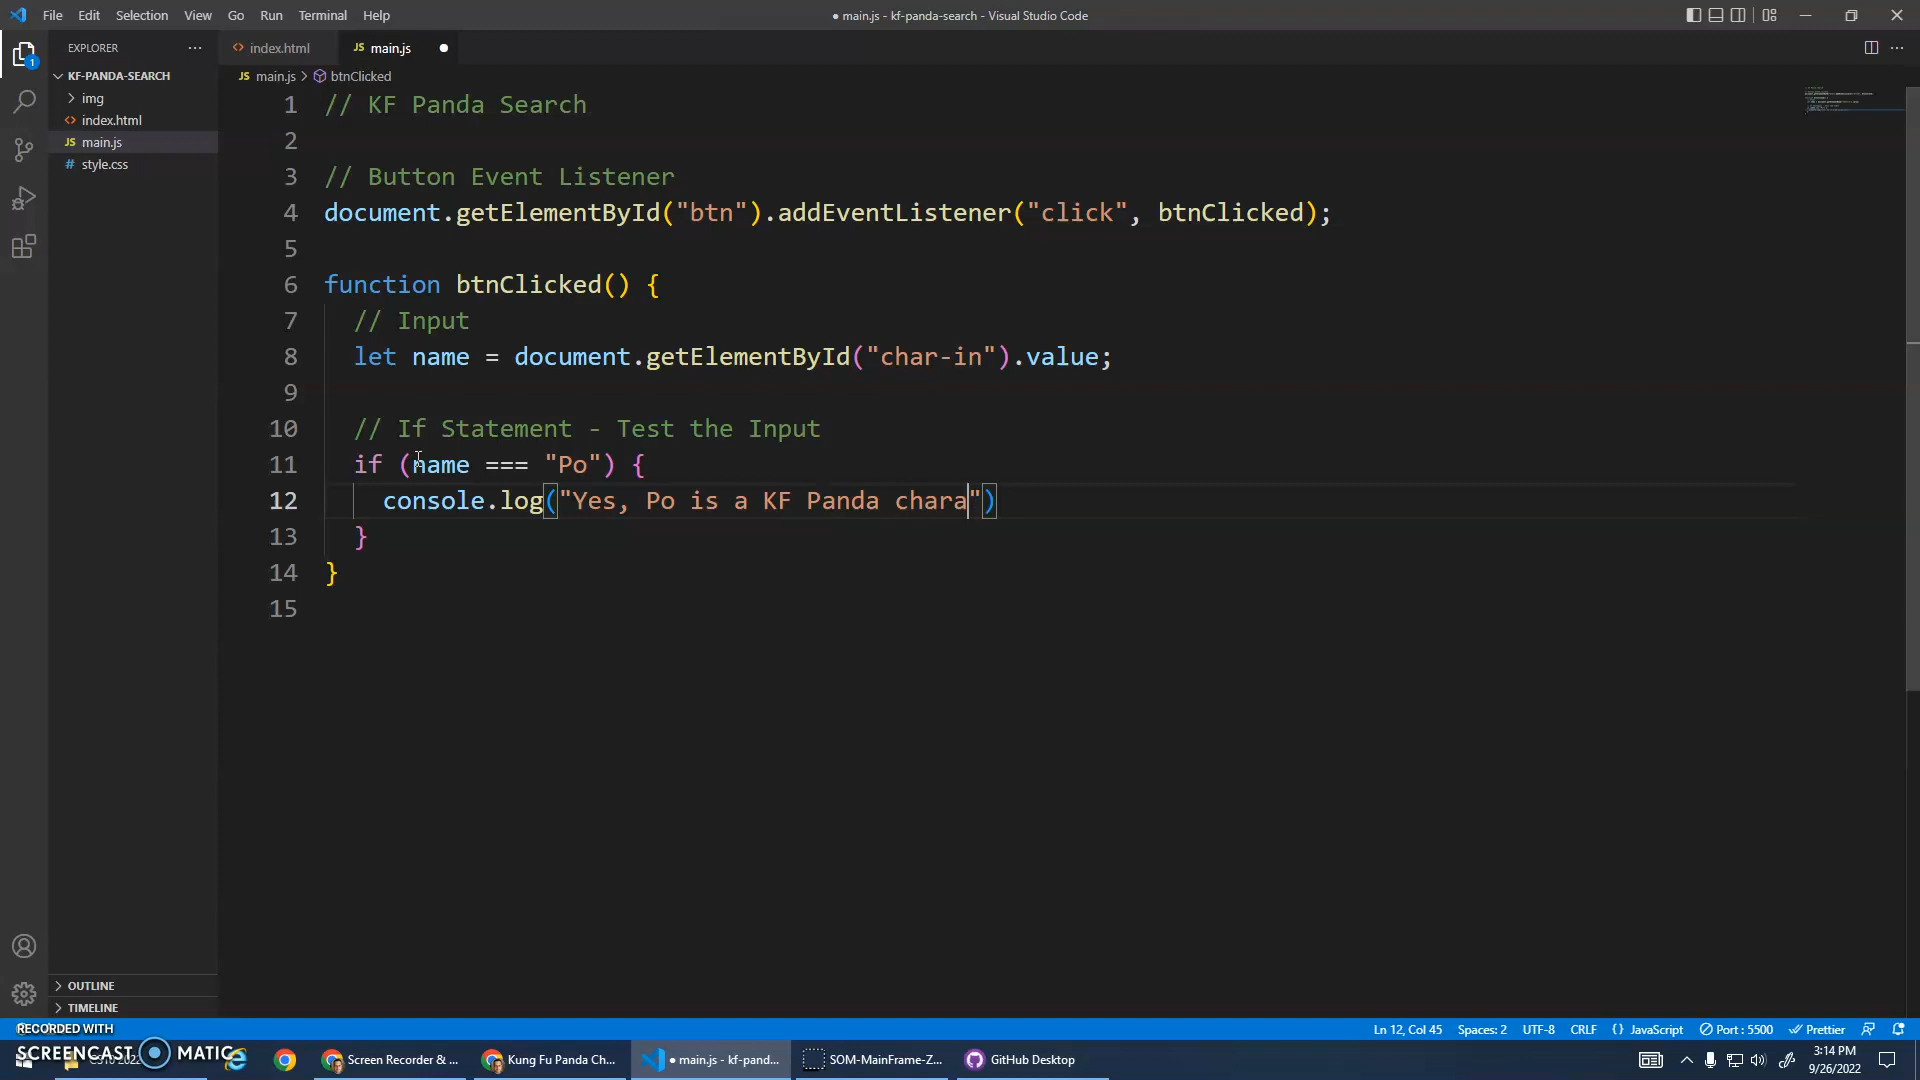 File Edit Selection View Go Run Terminal Help
● main.js - kf-panda-search - Visual Studio Code
EXPLORER
KF-PANDA-SEARCH
img
index.html
JS main.js
# style.css
index.html
JS main.js
JS main.js > btnClicked
1 // KF Panda Search
2
3 // Button Event Listener
4 document.getElementById("btn").addEventListener("click", btnClicked);
5
6 function btnClicked() {
7 // Input
8 let name = document.getElementById("char-in").value;
9
10 // If Statement - Test the Input
11 if (name === "Po") {
12 console.log("Yes, Po is a KF Panda chara")
13 }
14 }
15
OUTLINE
TIMELINE
1
Ln 12, Col 45 Spaces: 2 UTF-8 CRLF {} JavaScript Port : 5500 Prettier
RECORDED WITH
SCREENCAST MATIC
Screen Recorder & ...
Kung Fu Panda Ch...
● main.js - kf-pand...
SOM-MainFrame-Z...
GitHub Desktop
3:14 PM
9/26/2022